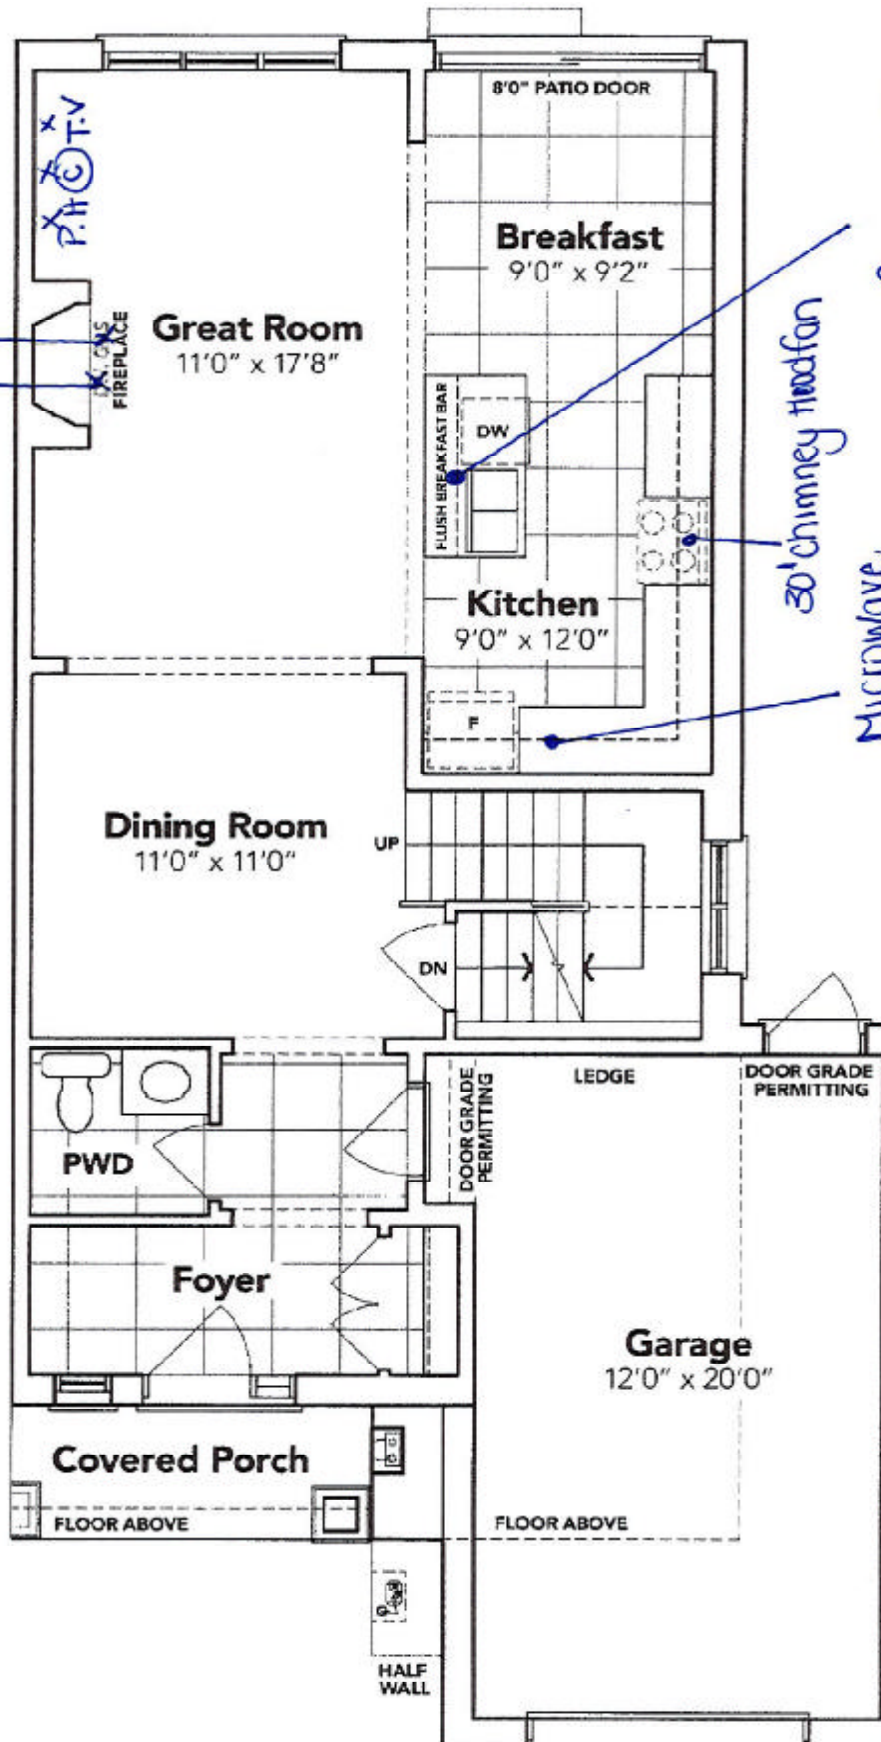 8'0" PATIO DOOR
P.H Ⓒ T.V
Breakfast
9'0" x 9'2"
Great Room
11'0" x 17'8"
GAS
FIREPLACE
FLUSH BREAKFAST BAR
DW
30' chimney Hoodfan
Kitchen
9'0" x 12'0"
Microwave,
F
Dining Room
11'0" x 11'0"
UP
DN
LEDGE
DOOR GRADE
PERMITTING
DOOR GRADE
PERMITTING
PWD
Foyer
Garage
12'0" x 20'0"
Covered Porch
FLOOR ABOVE
FLOOR ABOVE
HALF
WALL